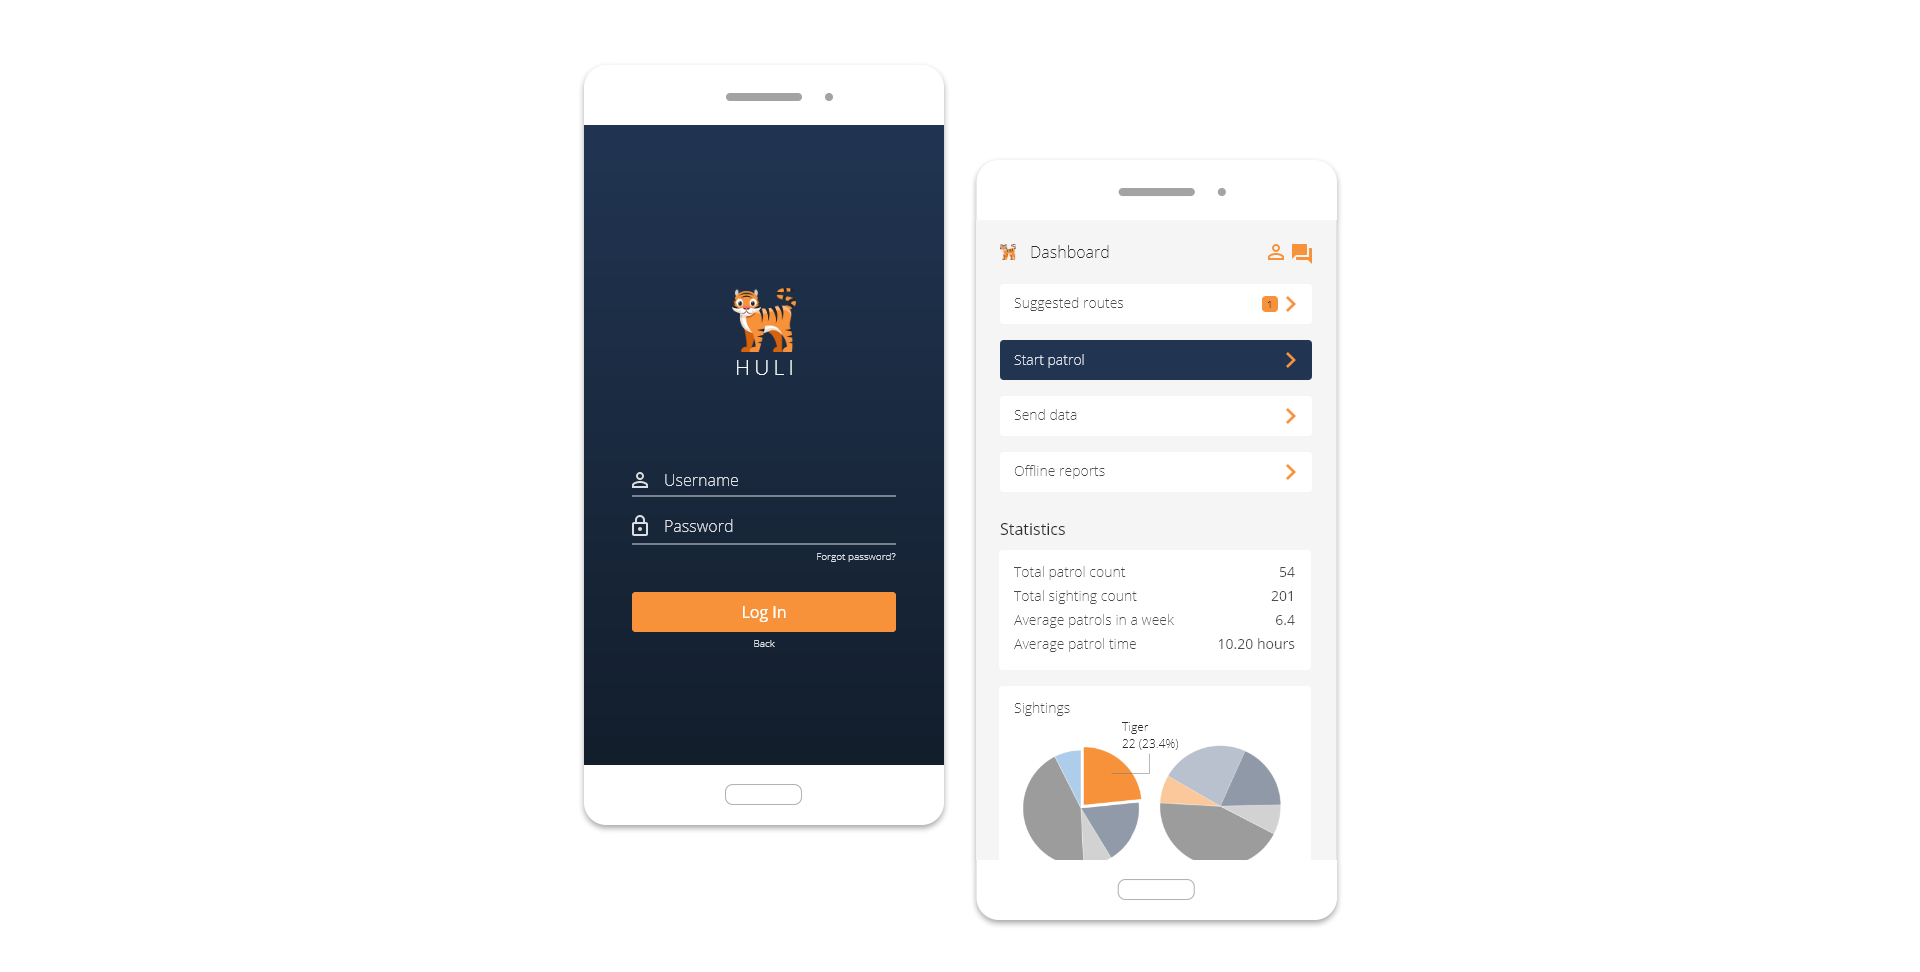 HULI
Username
Password
Forgot password?
Log In
Back
Dashboard
Suggested routes 1
Start patrol
Send data
Offline reports
Statistics
Total patrol count 54
Total sighting count 201
Average patrols in a week 6.4
Average patrol time 10.20 hours
Sightings
Tiger
22 (23.4%)